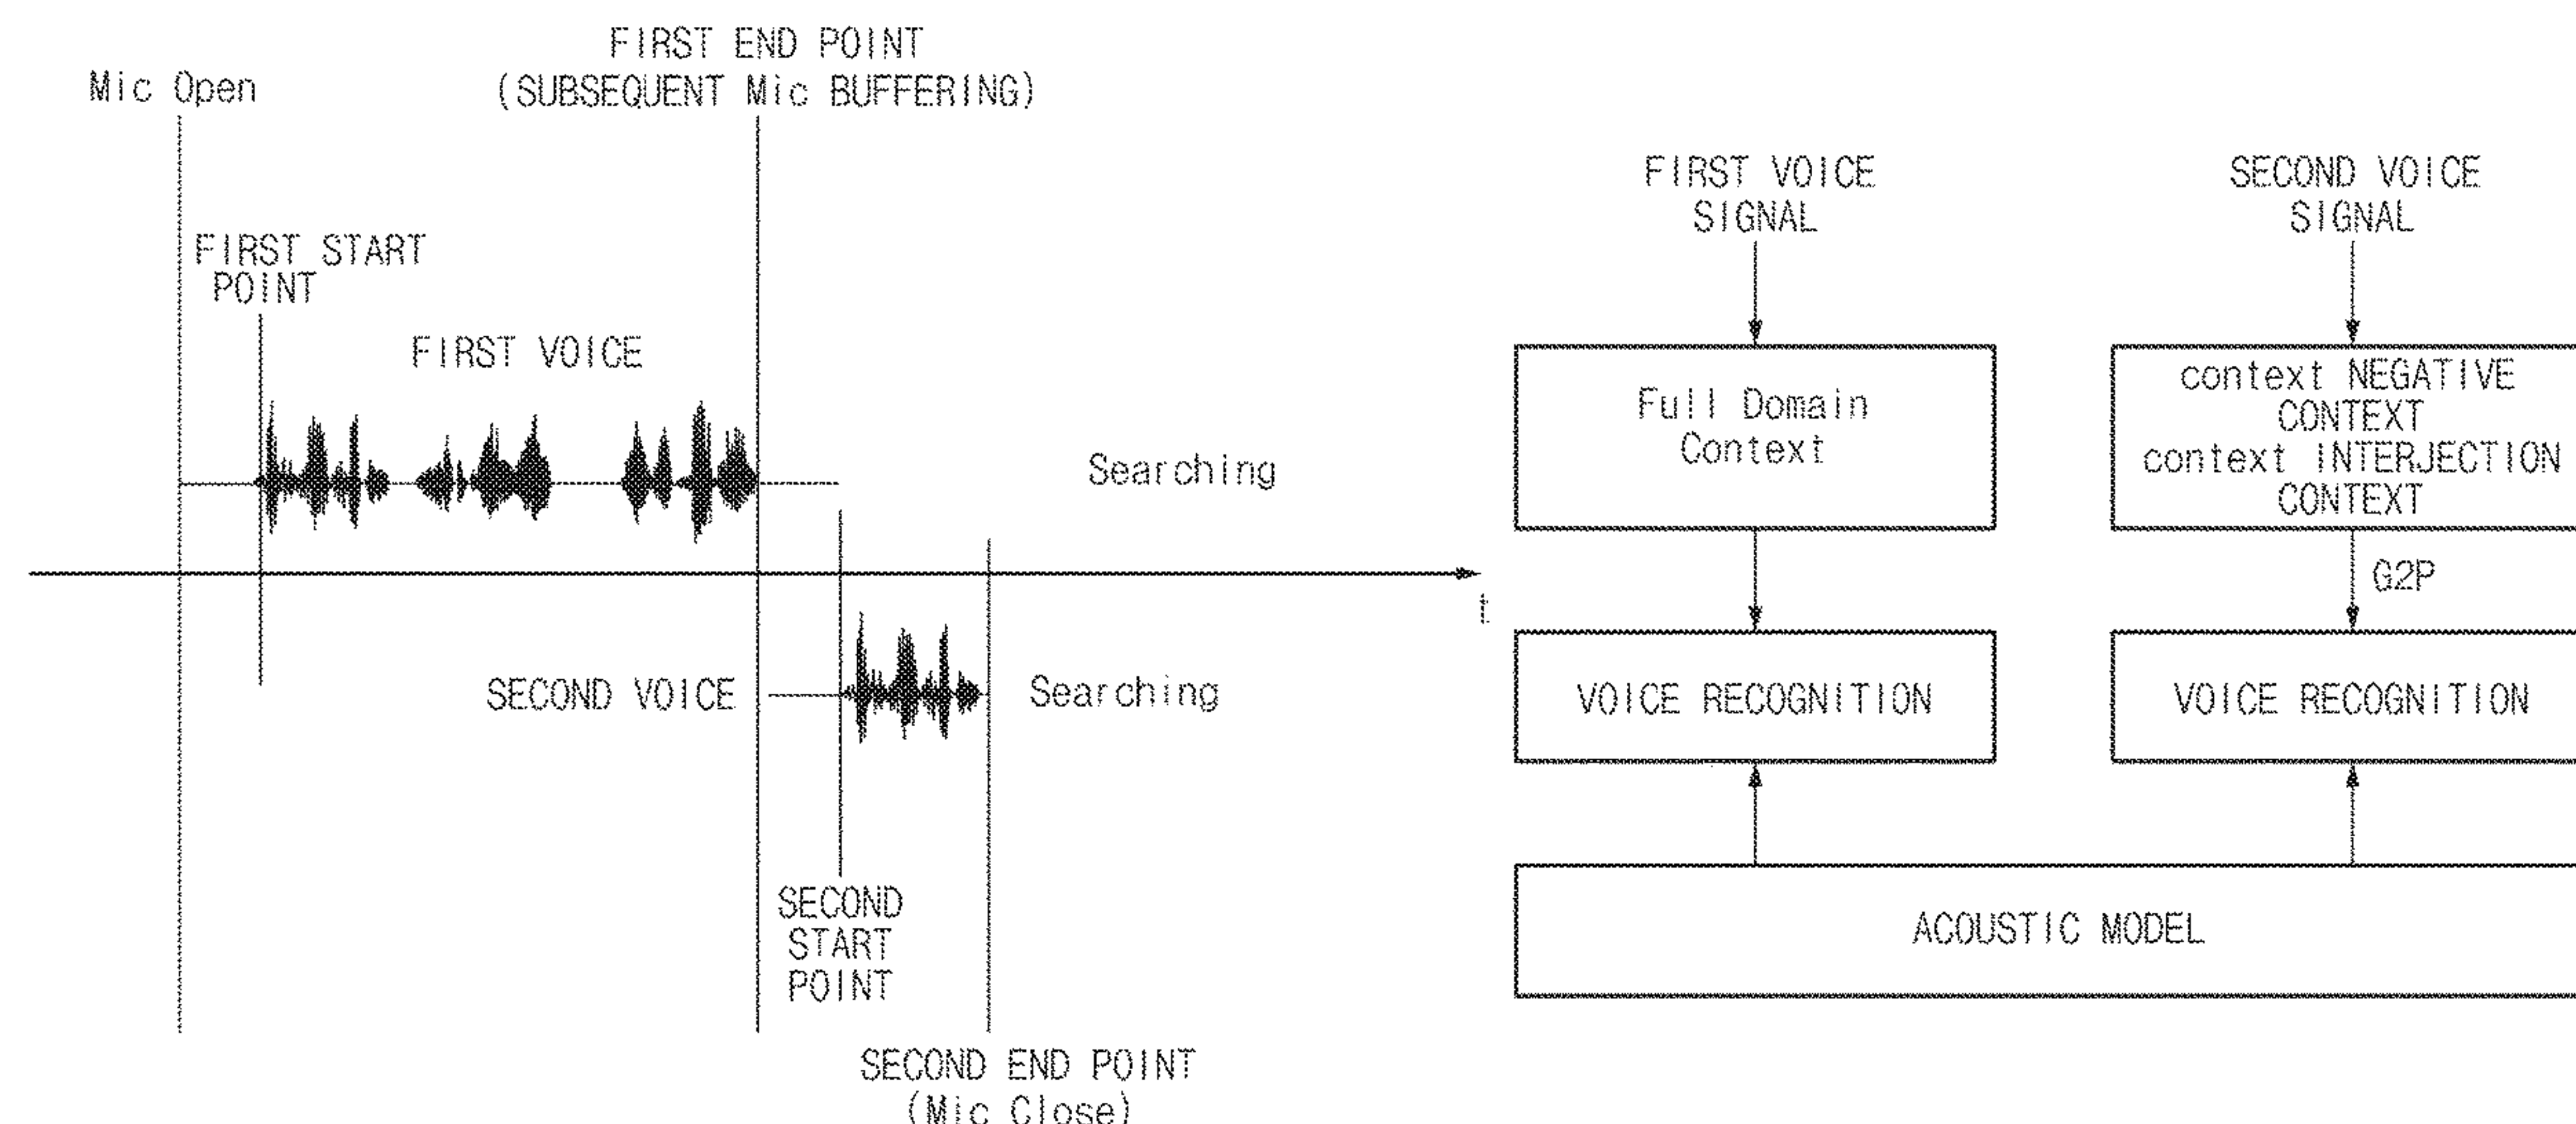 FIRST END POINT
Mic Open
(SUBSEQUENT Mic BUFFERING)
FIRST START
POINT
FIRST VOICE
Searching
t
SECOND VOICE
Searching
SECOND
START
POINT
SECOND END POINT
(Mic Close)
FIRST VOICE
SIGNAL
SECOND VOICE
SIGNAL
Full Domain
Context
context NEGATIVE
CONTEXT
context INTERJECTION
CONTEXT
G2P
VOICE RECOGNITION
VOICE RECOGNITION
ACOUSTIC MODEL